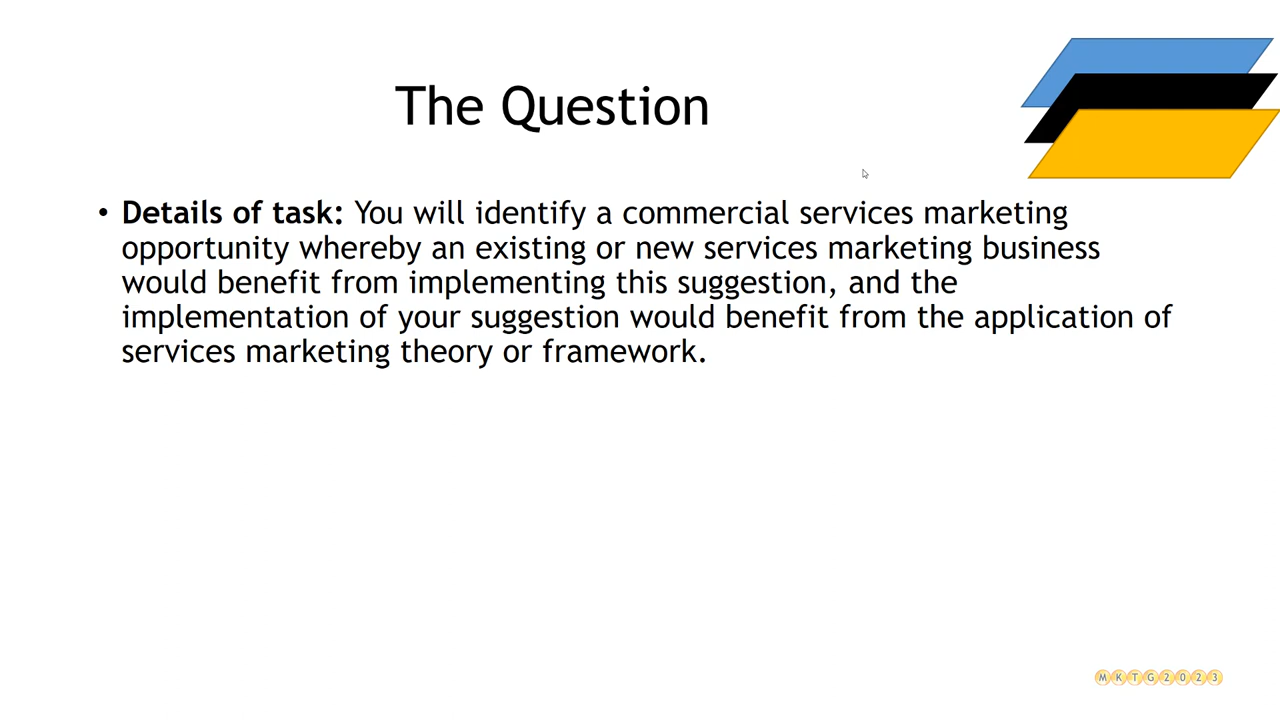 The Question
• Details of task: You will identify a commercial services marketing
opportunity whereby an existing or new services marketing business
would benefit from implementing this suggestion, and the
implementation of your suggestion would benefit from the application of
services marketing theory or framework.
MKTG2023